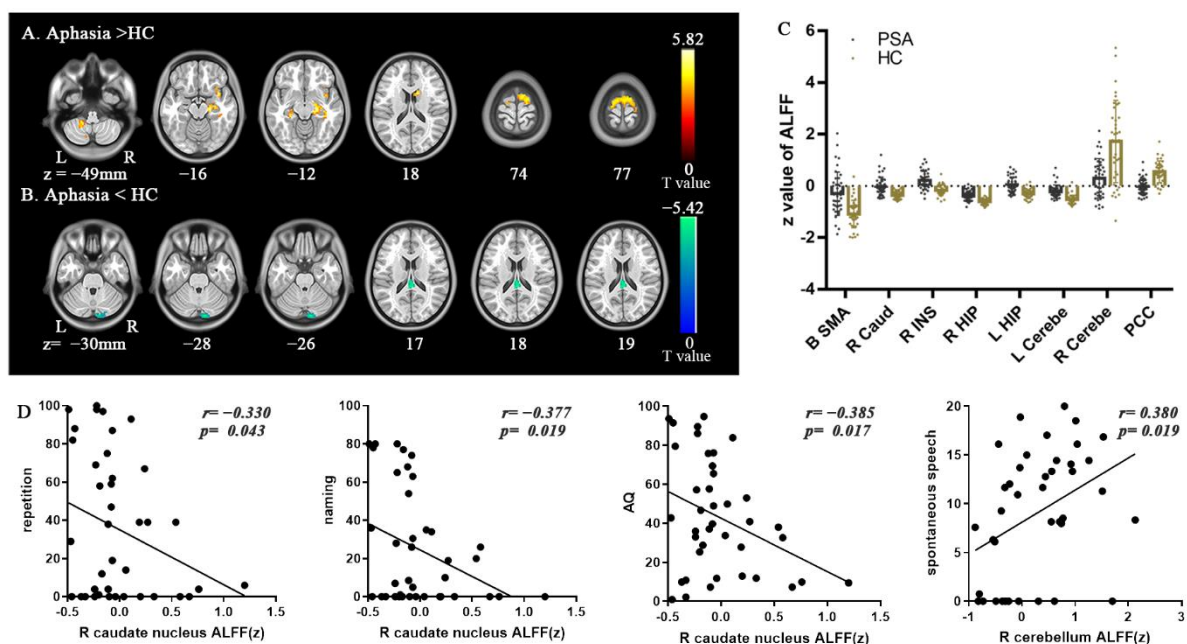 A. Aphasia >HC
5.82
0
T value
L R
z = −49mm −16 −12 18 74 77
B. Aphasia < HC
−5.42
0
T value
L R
z= −30mm −28 −26 17 18 19
C
PSA
HC
z value of ALFF
6
4
2
0
-2
-4
B SMA
R Caud
R INS
R HIP
L HIP
L Cerebe
R Cerebe
PCC
D
r= −0.330
p= 0.043
repetition
100
80
60
40
20
0
-0.5 0.0 0.5 1.0 1.5
R caudate nucleus ALFF(z)
r= −0.377
p= 0.019
naming
100
80
60
40
20
0
-0.5 0.0 0.5 1.0 1.5
R caudate nucleus ALFF(z)
r= −0.385
p= 0.017
AQ
100
80
60
40
20
0
-0.5 0.0 0.5 1.0 1.5
R caudate nucleus ALFF(z)
r= 0.380
p= 0.019
spontaneous speech
20
15
10
5
0
-1 0 1 2 3
R cerebellum ALFF(z)